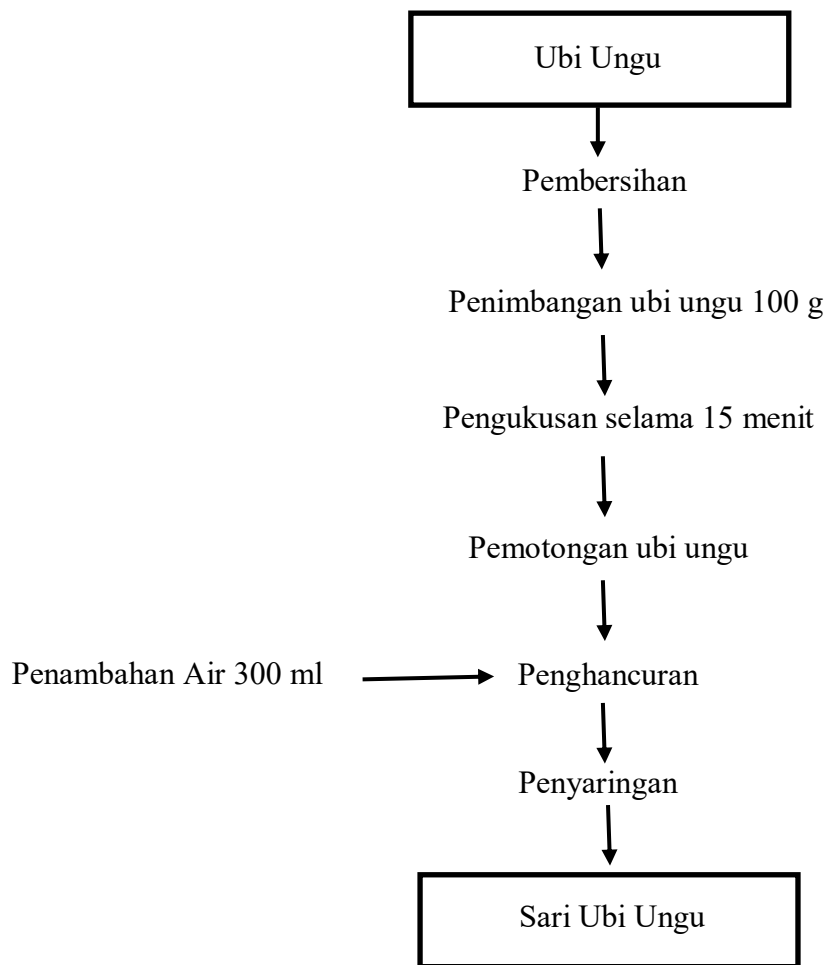 Ubi Ungu
Pembersihan
Penimbangan ubi ungu 100 g
Pengukusan selama 15 menit
Pemotongan ubi ungu
Penambahan Air 300 ml
Penghancuran
Penyaringan
Sari Ubi Ungu